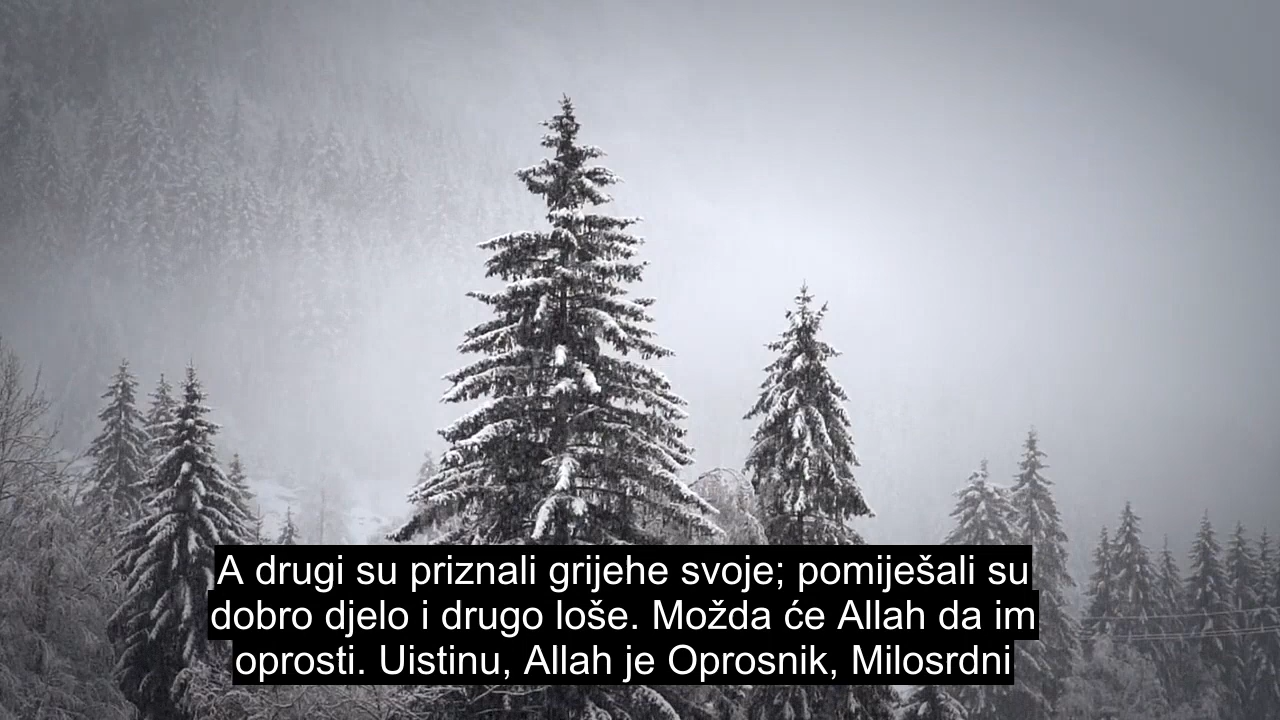 A drugi su priznali grijehe svoje; pomiješali su
dobro djelo i drugo loše. Možda će Allah da im
oprosti. Uistinu, Allah je Oprosnik, Milosrdni